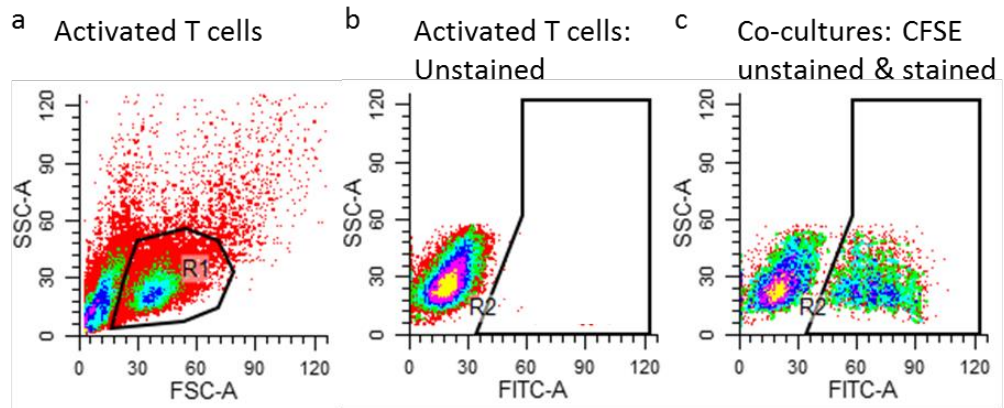 a
Activated T cells
b
Activated T cells:
Unstained
c
Co-cultures: CFSE
unstained & stained
120
90
60
30
0
SSC-A
R1
0
30
60
90
120
FSC-A
120
90
60
30
0
SSC-A
R2
0
30
60
90
120
FITC-A
120
90
60
30
0
SSC-A
R2
0
30
60
90
120
FITC-A